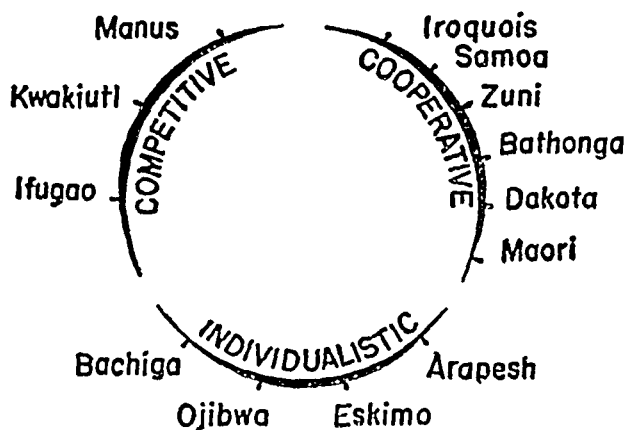 Manus
Kwakiutl
Ifugao
COMPETITIVE
Iroquois
Samoa
Zuni
Bathonga
Dakota
Maori
COOPERATIVE
INDIVIDUALISTIC
Bachiga
Ojibwa
Eskimo
Arapesh